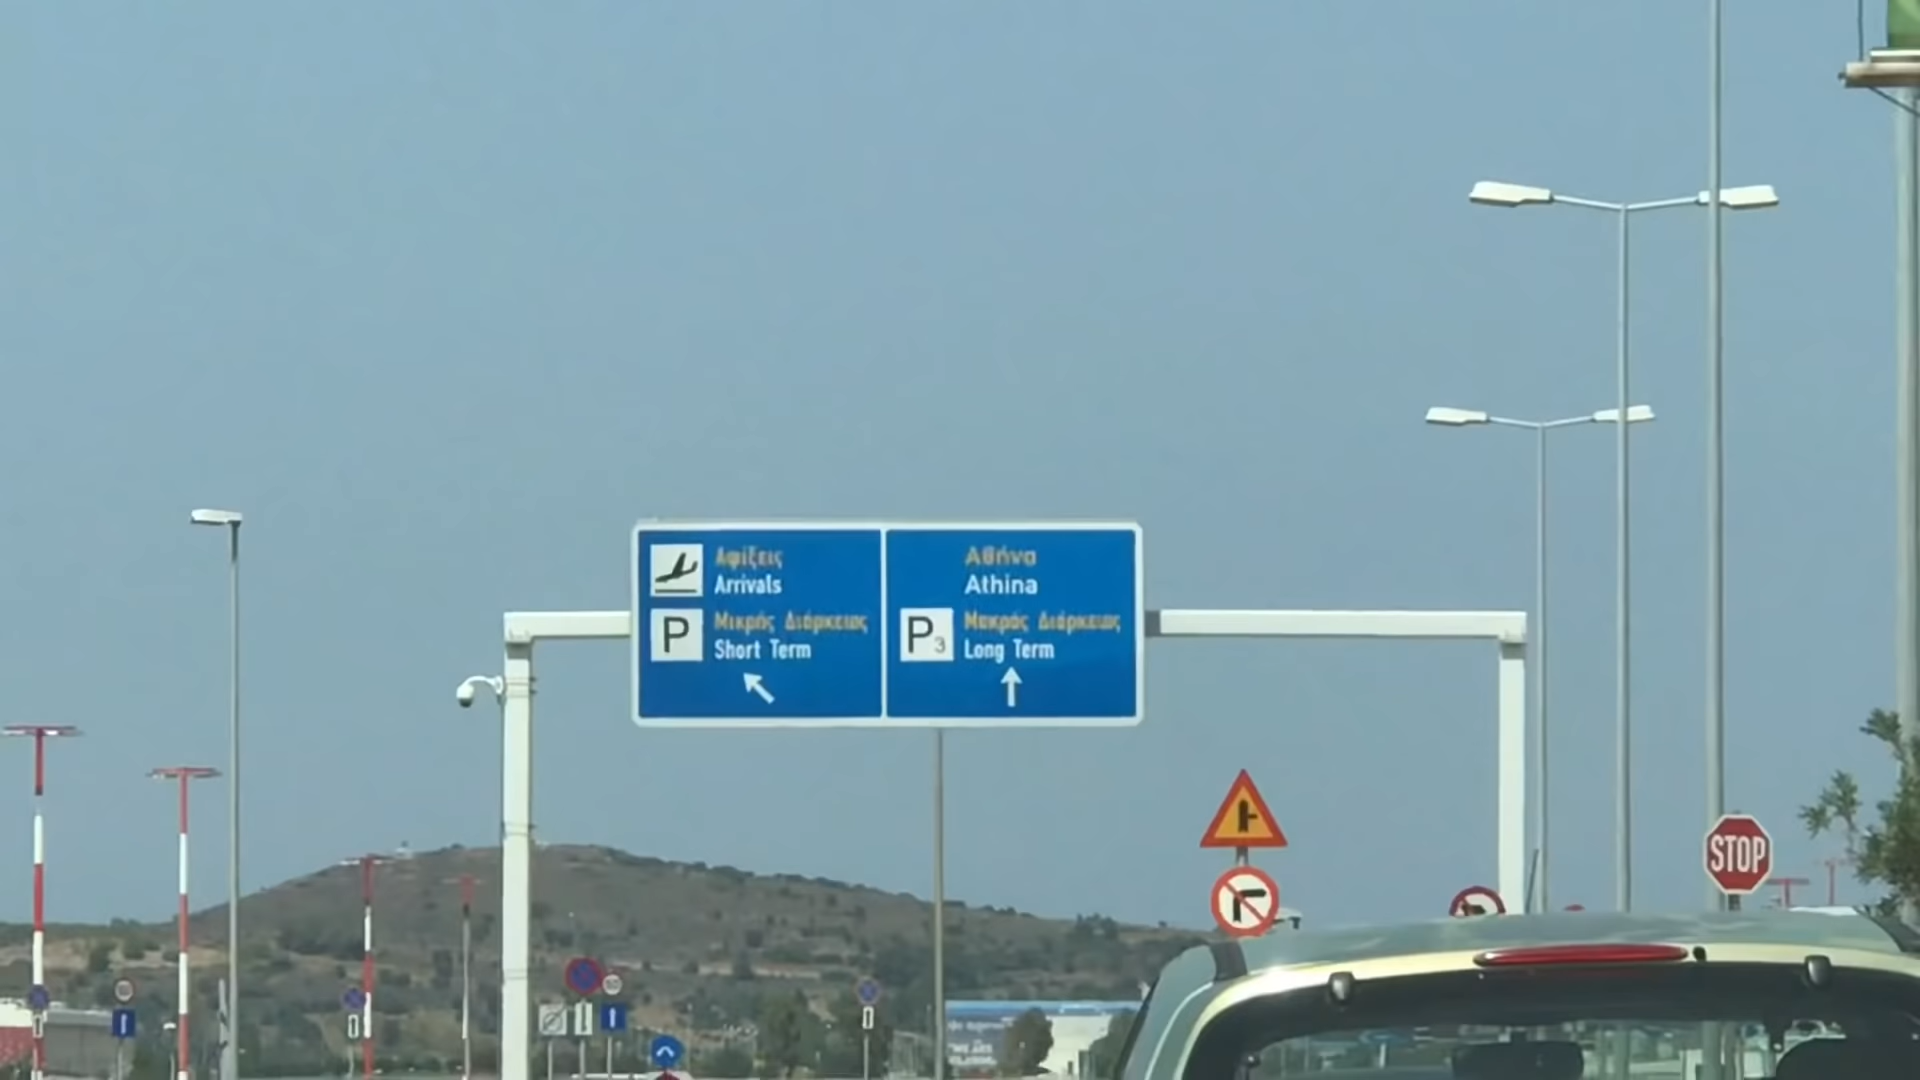 Αφίξεις
Arrivals
P Μικρής Διάρκειας
Short Term
Αθήνα
Athina
P3 Μακράς Διάρκειας
Long Term
STOP